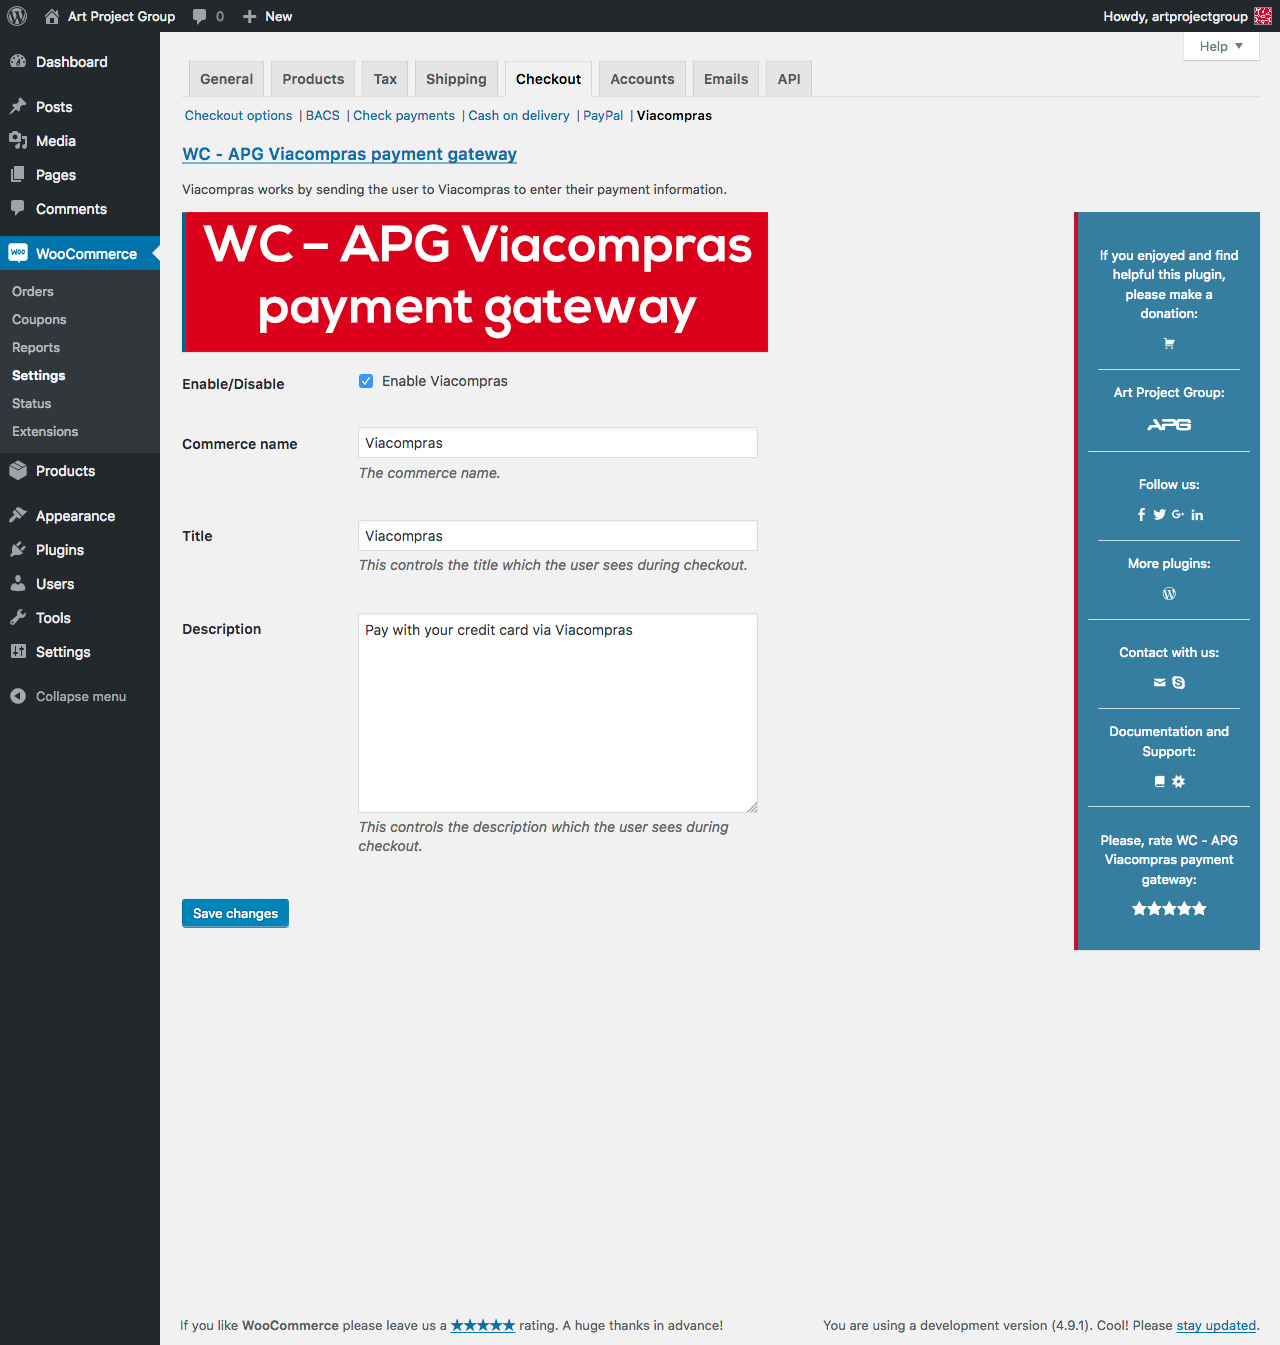 Art Project Group 0 New Howdy, artprojectgroup
Help
Dashboard
Posts
Media
Pages
Comments
WooCommerce
Orders
Coupons
Reports
Settings
Status
Extensions
Products
Appearance
Plugins
Users
Tools
Settings
Collapse menu
General Products Tax Shipping Checkout Accounts Emails API
Checkout options | BACS | Check payments | Cash on delivery | PayPal | Viacompras
WC - APG Viacompras payment gateway
Viacompras works by sending the user to Viacompras to enter their payment information.
WC – APG Viacompras
payment gateway
Enable/Disable Enable Viacompras
Commerce name Viacompras
The commerce name.
Title Viacompras
This controls the title which the user sees during checkout.
Description Pay with your credit card via Viacompras
This controls the description which the user sees during
checkout.
Save changes
If you enjoyed and find
helpful this plugin,
please make a
donation:
Art Project Group:
APG
Follow us:
More plugins:
Contact with us:
Documentation and
Support:
Please, rate WC - APG
Viacompras payment
gateway:
If you like WooCommerce please leave us a ★★★★★ rating. A huge thanks in advance! You are using a development version (4.9.1). Cool! Please stay updated.